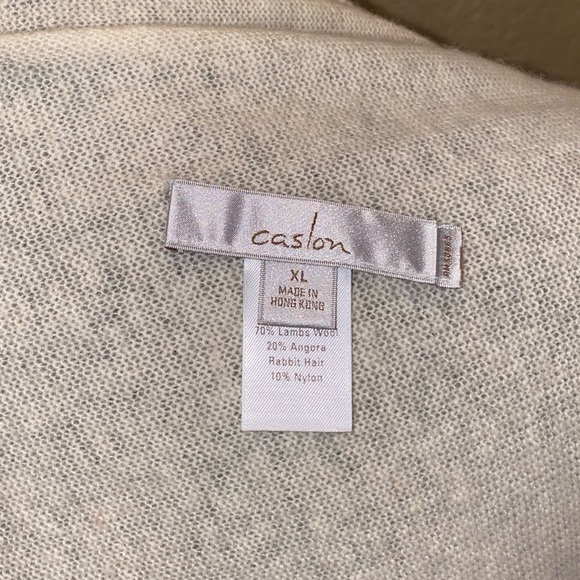 caslon
XL
MADE IN
HONG KONG
70% Lambs Wool
20% Angora
Rabbit Hair
10% Nylon